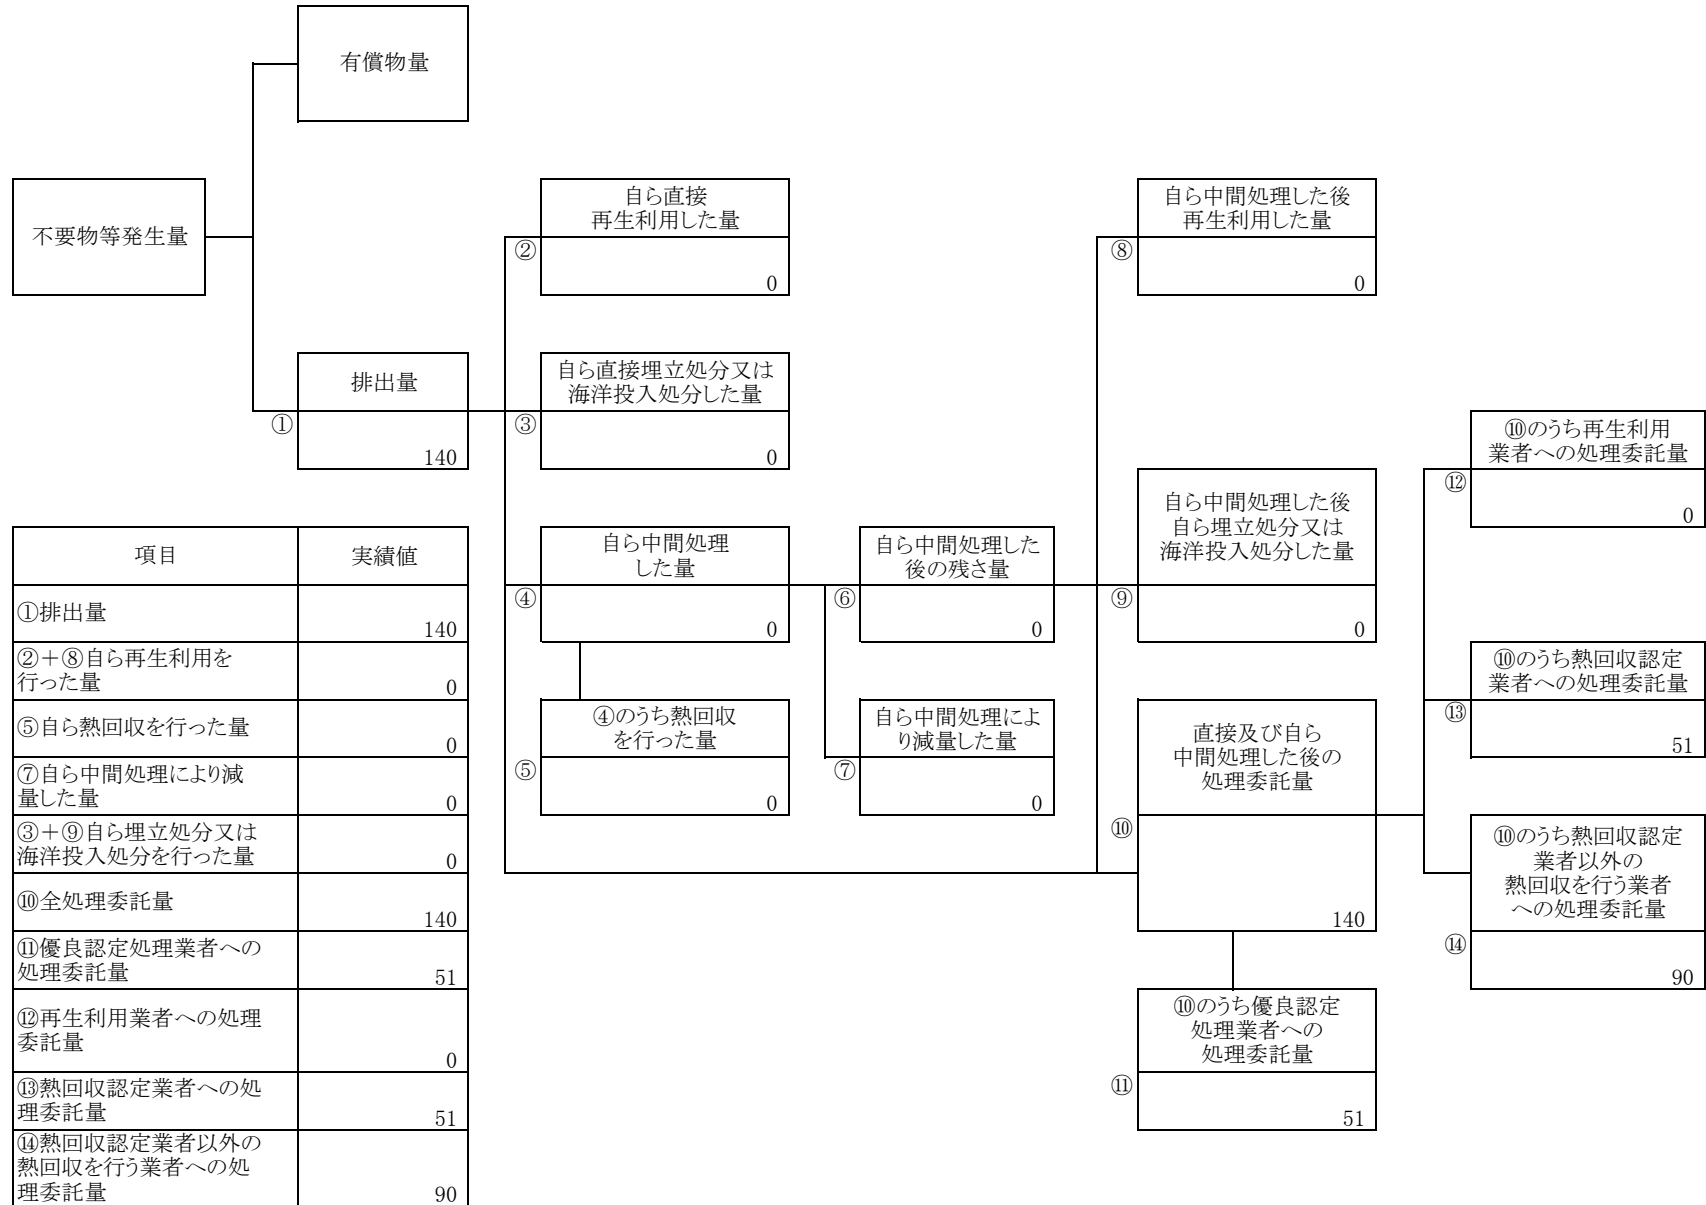 有償物量
不要物等発生量
自ら直接
再生利用した量
②
0
自ら中間処理した後
再生利用した量
⑧
0
排出量
①
140
自ら直接埋立処分又は
海洋投入処分した量
③
0
⑩のうち再生利用
業者への処理委託量
⑫
0
自ら中間処理
した量
④
0
自ら中間処理した
後の残さ量
⑥
0
自ら中間処理した後
自ら埋立処分又は
海洋投入処分した量
⑨
0
⑩のうち熱回収認定
業者への処理委託量
⑬
51
④のうち熱回収
を行った量
⑤
0
自ら中間処理によ
り減量した量
⑦
0
直接及び自ら
中間処理した後の
処理委託量
⑩
140
⑩のうち熱回収認定
業者以外の
熱回収を行う業者
への処理委託量
⑭
90
⑩のうち優良認定
処理業者への
処理委託量
⑪
51
項目 実績値
①排出量
140
②+⑧自ら再生利用を
行った量 0
⑤自ら熱回収を行った量
0
⑦自ら中間処理により減
量した量 0
③+⑨自ら埋立処分又は
海洋投入処分を行った量 0
⑩全処理委託量
140
⑪優良認定処理業者への
処理委託量 51
⑫再生利用業者への処理
委託量
0
⑬熱回収認定業者への処
理委託量 51
⑭熱回収認定業者以外の
熱回収を行う業者への処
理委託量 90